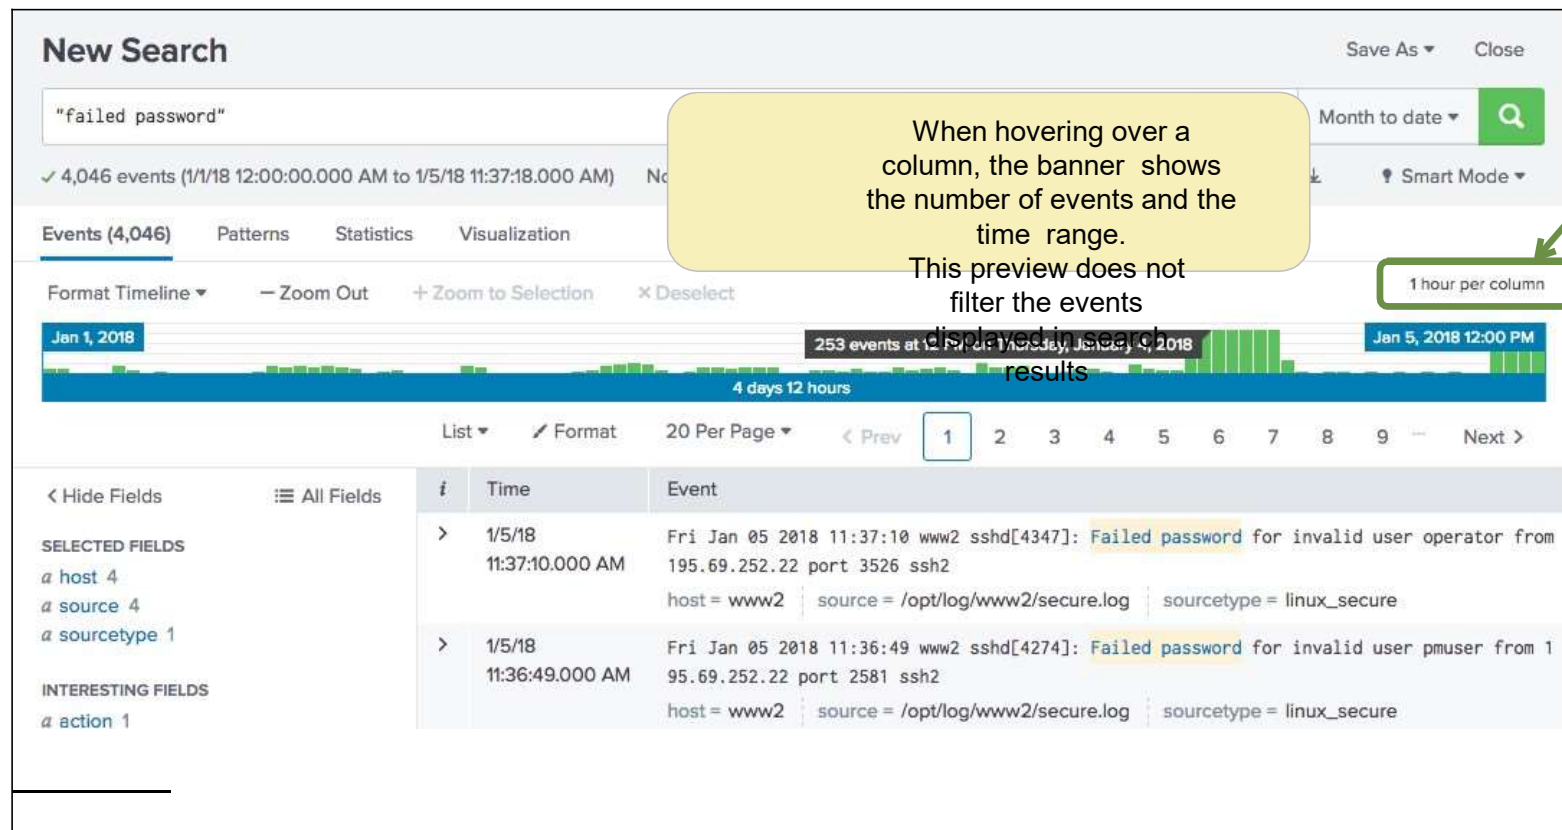 New Search
Save As
Close
"failed password"
Month to date
4,046 events (1/1/18 12:00:00.000 AM to 1/5/18 11:37:18.000 AM)
Smart Mode
When hovering over a
column, the banner shows
the number of events and the
time range.
This preview does not
filter the events
displayed in search
results
Events (4,046)
Patterns
Statistics
Visualization
Format Timeline
— Zoom Out
+ Zoom to Selection
× Deselect
1 hour per column
Jan 1, 2018
253 events at 12 PM on Thursday, January 4, 2018
Jan 5, 2018 12:00 PM
4 days 12 hours
List
Format
20 Per Page
< Prev
1
2
3
4
5
6
7
8
9
...
Next >
< Hide Fields
All Fields
i
Time
Event
SELECTED FIELDS
a host 4
a source 4
a sourcetype 1
INTERESTING FIELDS
a action 1
>
1/5/18
11:37:10.000 AM
Fri Jan 05 2018 11:37:10 www2 sshd[4347]: Failed password for invalid user operator from
195.69.252.22 port 3526 ssh2
host = www2 source = /opt/log/www2/secure.log sourcetype = linux_secure
>
1/5/18
11:36:49.000 AM
Fri Jan 05 2018 11:36:49 www2 sshd[4274]: Failed password for invalid user pmuser from 1
95.69.252.22 port 2581 ssh2
host = www2 source = /opt/log/www2/secure.log sourcetype = linux_secure